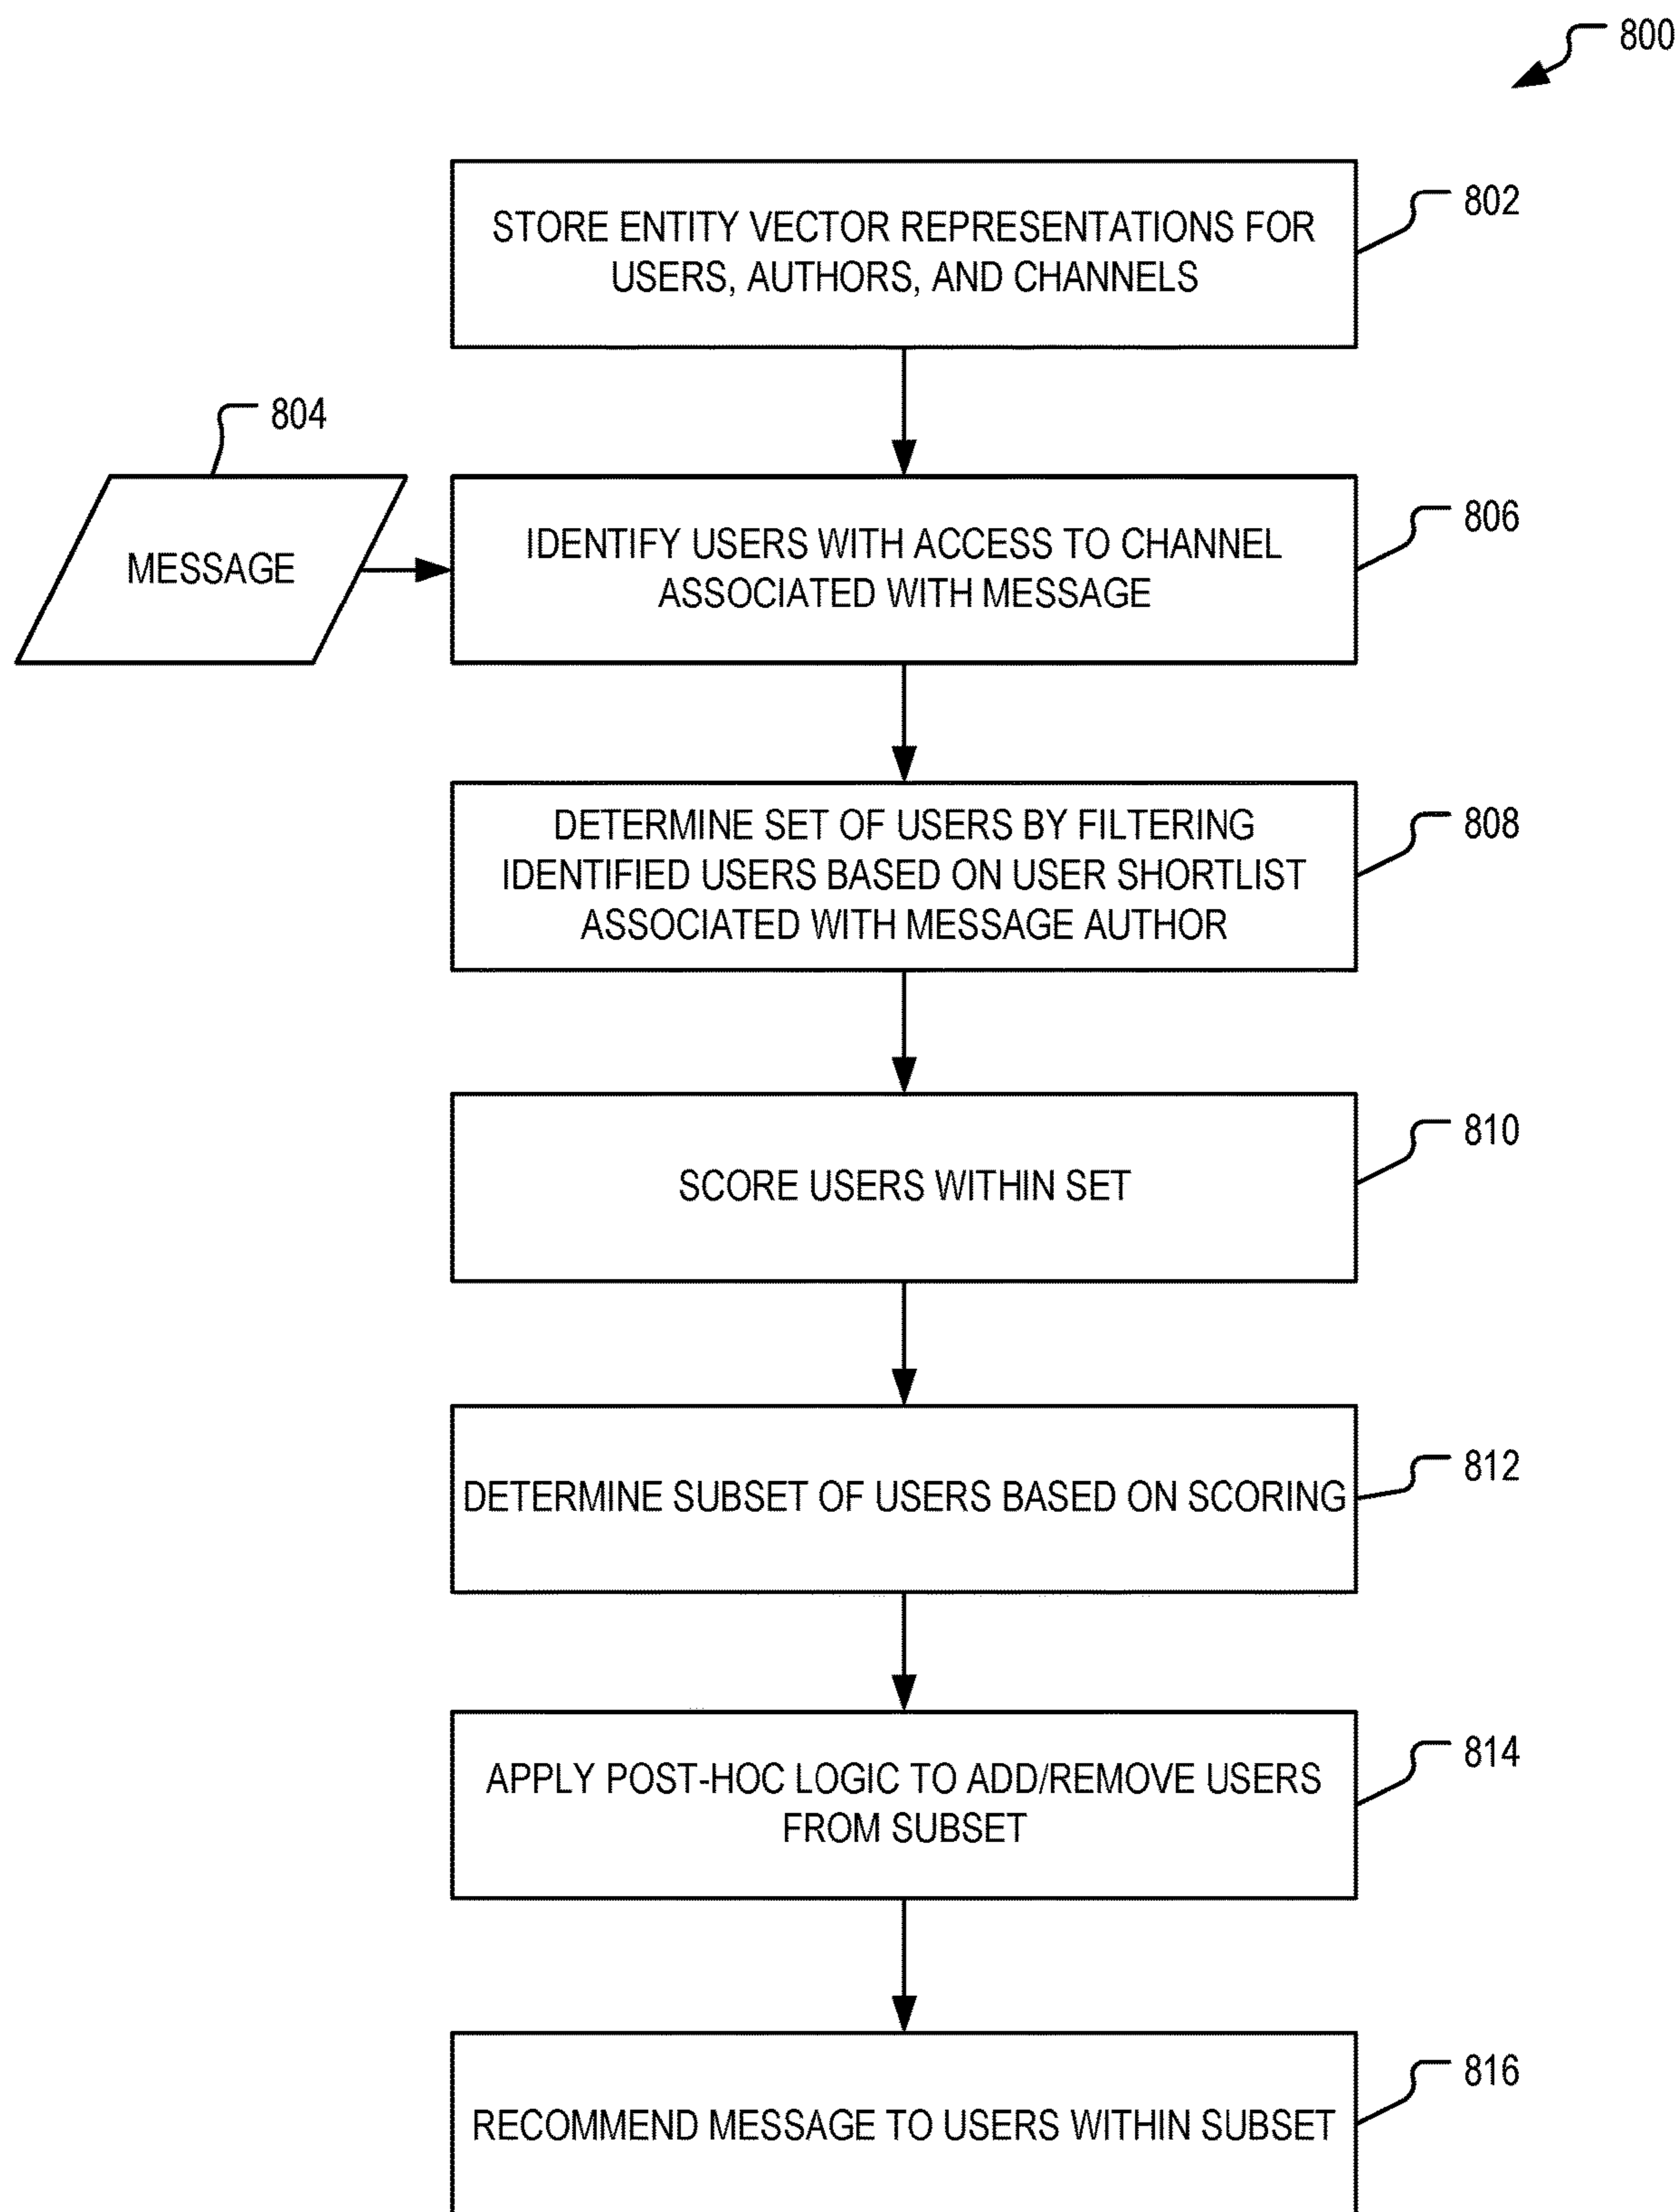 800
STORE ENTITY VECTOR REPRESENTATIONS FOR
USERS, AUTHORS, AND CHANNELS
802
804
MESSAGE
IDENTIFY USERS WITH ACCESS TO CHANNEL
ASSOCIATED WITH MESSAGE
806
DETERMINE SET OF USERS BY FILTERING
IDENTIFIED USERS BASED ON USER SHORTLIST
ASSOCIATED WITH MESSAGE AUTHOR
808
SCORE USERS WITHIN SET
810
DETERMINE SUBSET OF USERS BASED ON SCORING
812
APPLY POST-HOC LOGIC TO ADD/REMOVE USERS
FROM SUBSET
814
RECOMMEND MESSAGE TO USERS WITHIN SUBSET
816